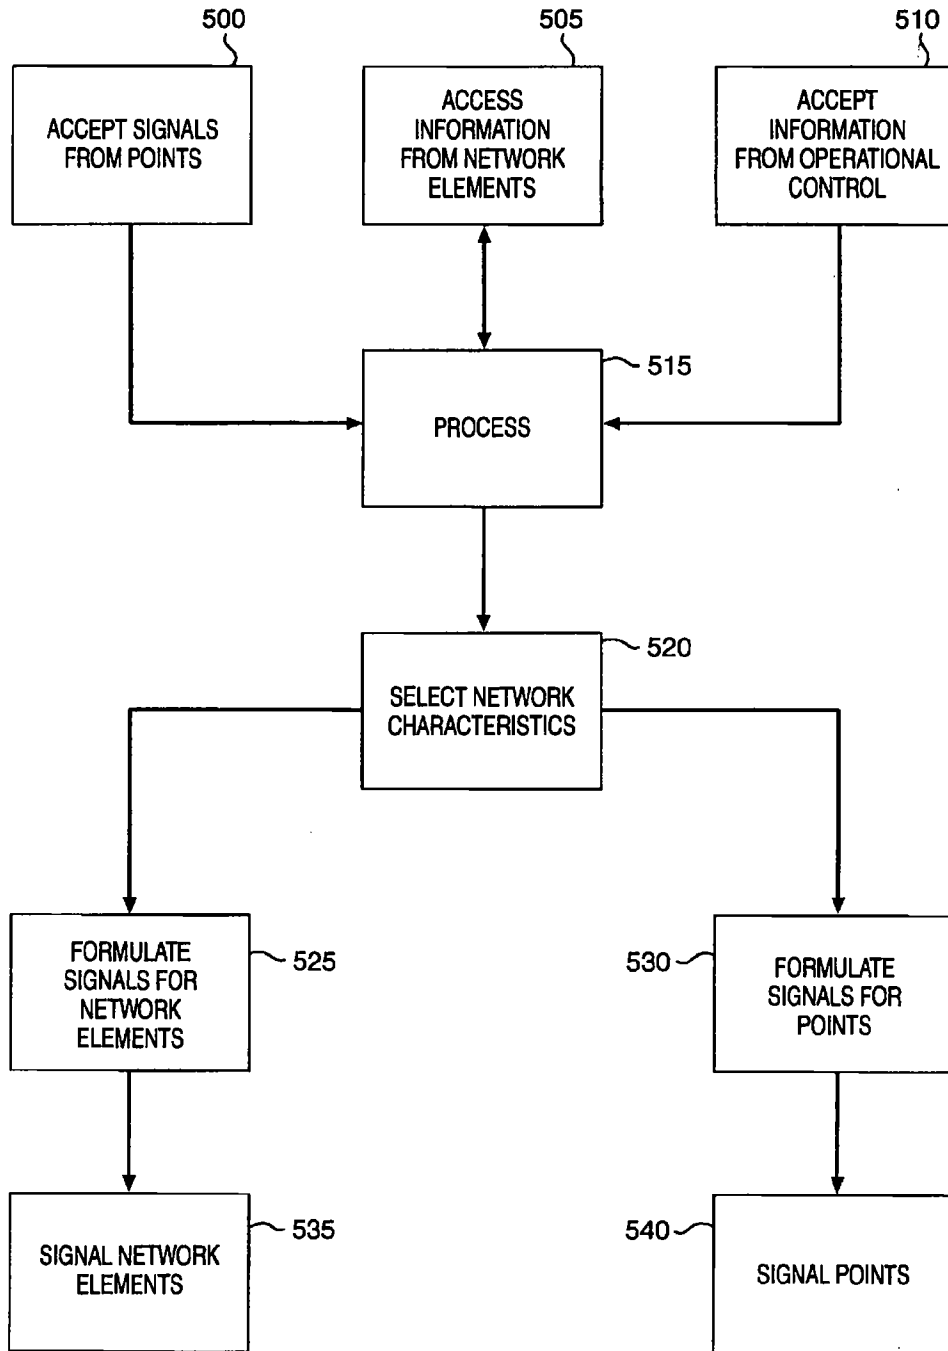 500
505
510
ACCEPT SIGNALS
FROM POINTS
ACCESS
INFORMATION
FROM NETWORK
ELEMENTS
ACCEPT
INFORMATION
FROM OPERATIONAL
CONTROL
515
PROCESS
520
SELECT NETWORK
CHARACTERISTICS
FORMULATE
SIGNALS FOR
NETWORK
ELEMENTS
525
530
FORMULATE
SIGNALS FOR
POINTS
SIGNAL NETWORK
ELEMENTS
535
540
SIGNAL POINTS